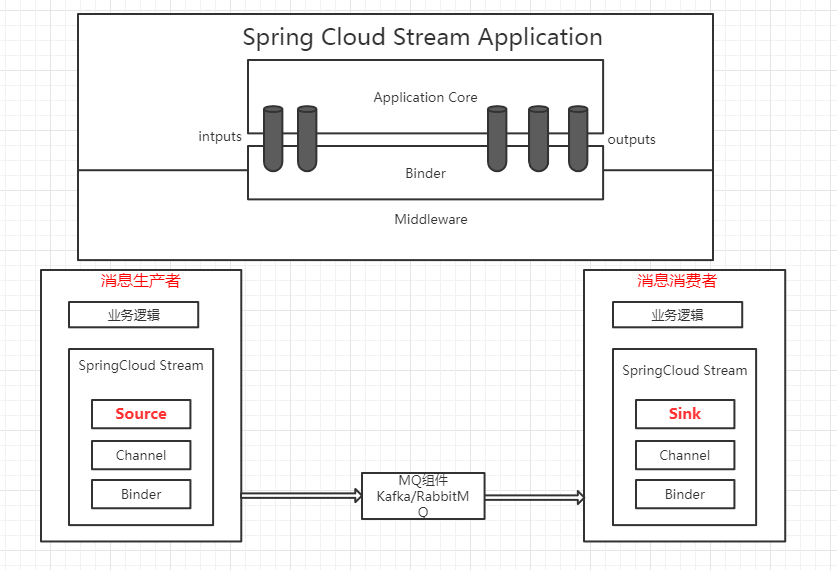 Spring Cloud Stream Application
Application Core
intputs
outputs
Binder
Middleware
消息生产者
业务逻辑
SpringCloud Stream
Source
Channel
Binder
MQ组件
Kafka/RabbitM
Q
消息消费者
业务逻辑
SpringCloud Stream
Sink
Channel
Binder